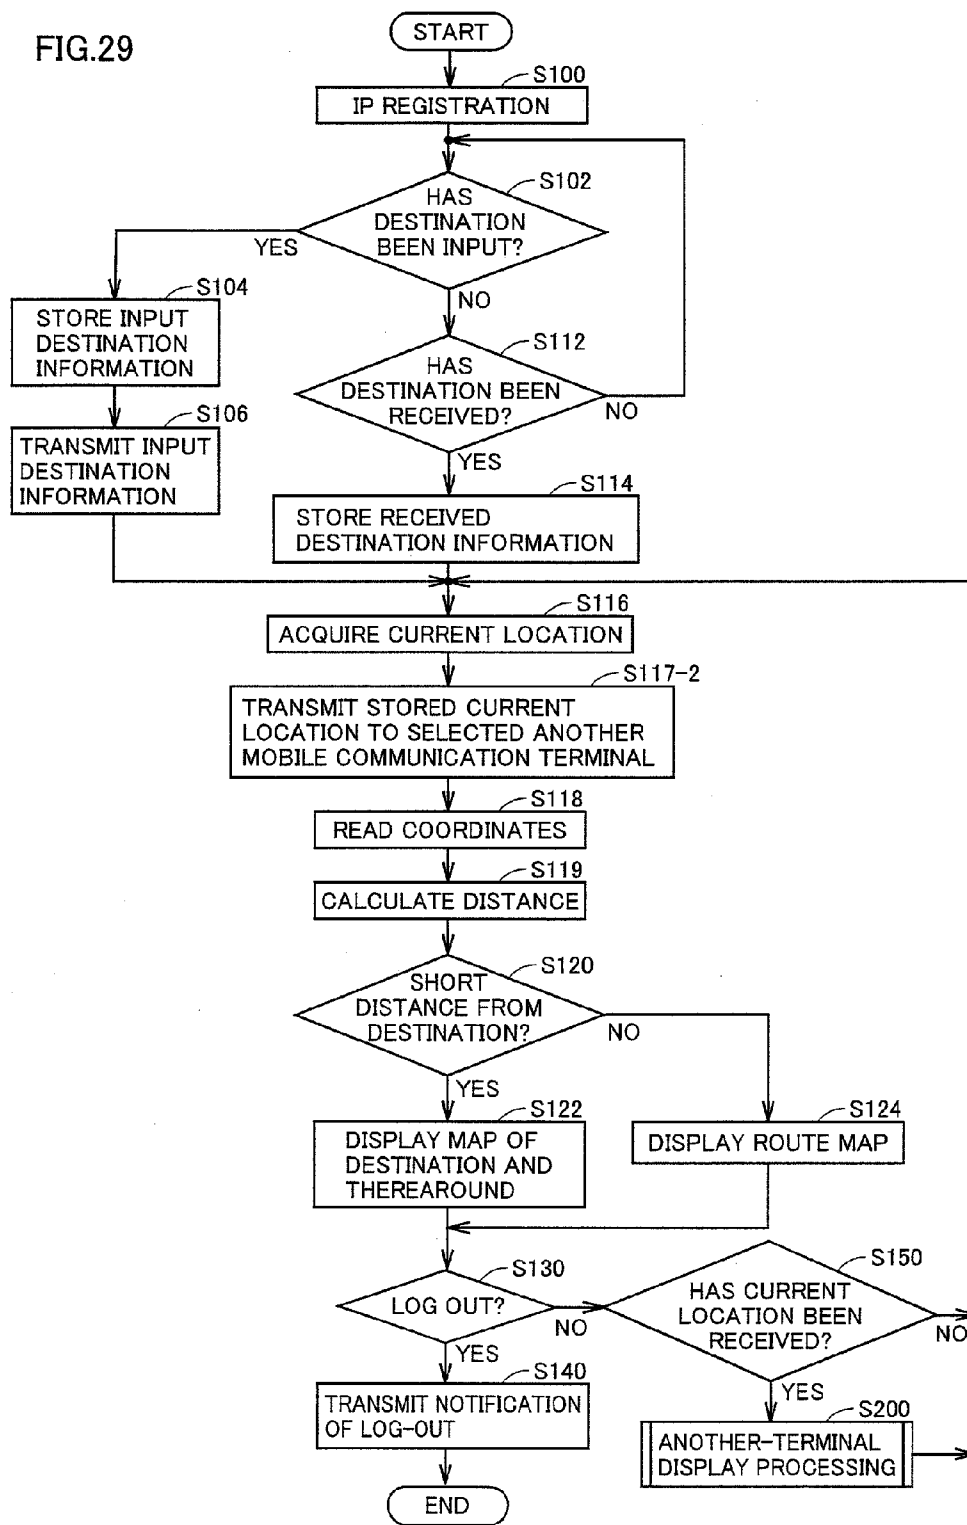 FIG.29
START
S100
IP REGISTRATION
S102
HAS
DESTINATION
BEEN INPUT?
YES
NO
S104
STORE INPUT
DESTINATION
INFORMATION
S112
HAS
DESTINATION BEEN
RECEIVED?
NO
YES
S106
TRANSMIT INPUT
DESTINATION
INFORMATION
S114
STORE RECEIVED
DESTINATION INFORMATION
S116
ACQUIRE CURRENT LOCATION
S117-2
TRANSMIT STORED CURRENT
LOCATION TO SELECTED ANOTHER
MOBILE COMMUNICATION TERMINAL
S118
READ COORDINATES
S119
CALCULATE DISTANCE
S120
SHORT
DISTANCE FROM
DESTINATION?
NO
YES
S122
DISPLAY MAP OF
DESTINATION AND
THEREAROUND
S124
DISPLAY ROUTE MAP
S130
LOG OUT?
NO
YES
S150
HAS CURRENT
LOCATION BEEN
RECEIVED?
NO
YES
S140
TRANSMIT NOTIFICATION
OF LOG-OUT
S200
ANOTHER-TERMINAL
DISPLAY PROCESSING
END